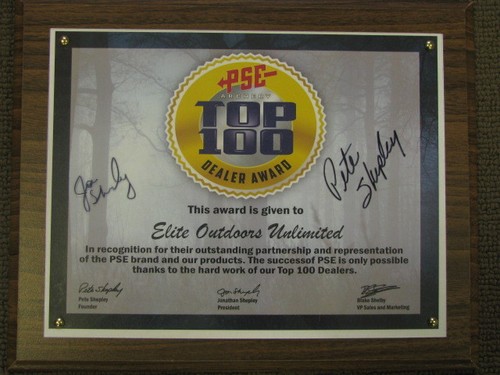 PSE
ARCHERY
TOP
100
DEALER AWARD
Pete Shepley
This award is given to
Elite Outdoors Unlimited
In recognition for their outstanding partnership and representation
of the PSE brand and our products. The successof PSE is only possible
thanks to the hard work of our Top 100 Dealers.
Pete Shepley
Pete Shepley
Founder
Jonathan Shepley
President
Blake Shelby
VP Sales and Marketing